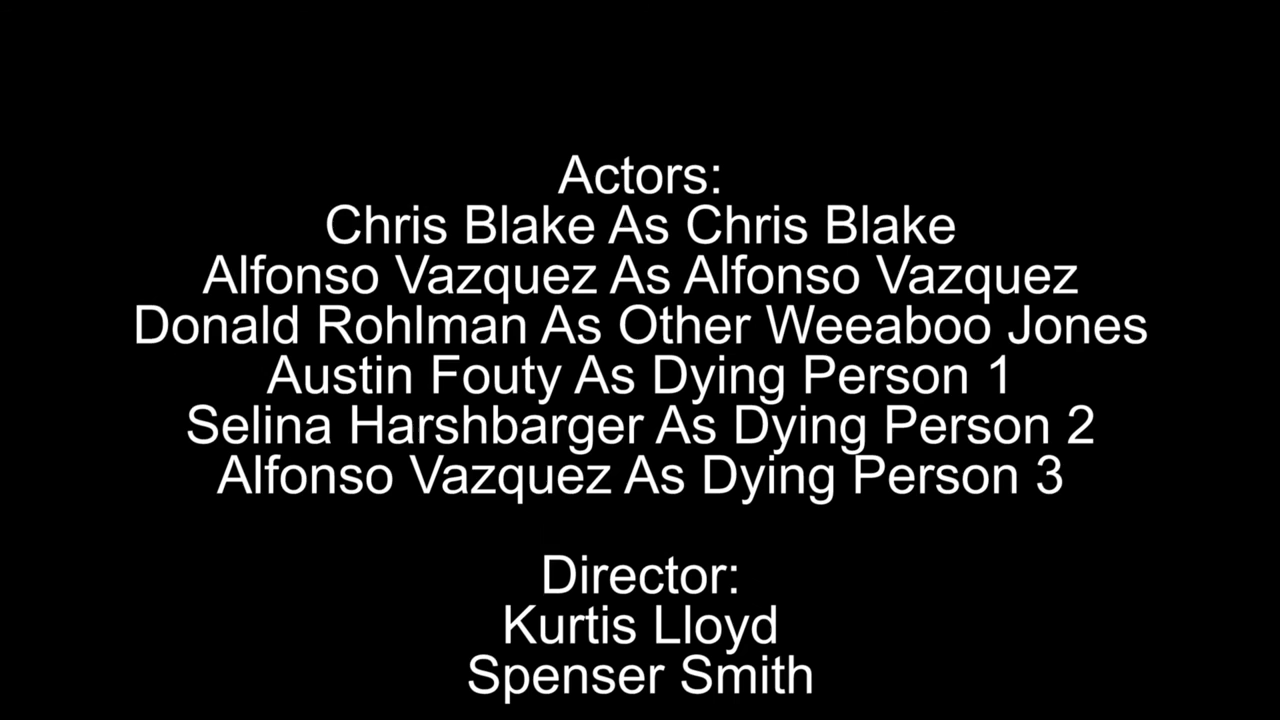 Actors:
Chris Blake As Chris Blake
Alfonso Vazquez As Alfonso Vazquez
Donald Rohlman As Other Weeaboo Jones
Austin Fouty As Dying Person 1
Selina Harshbarger As Dying Person 2
Alfonso Vazquez As Dying Person 3
Director:
Kurtis Lloyd
Spenser Smith